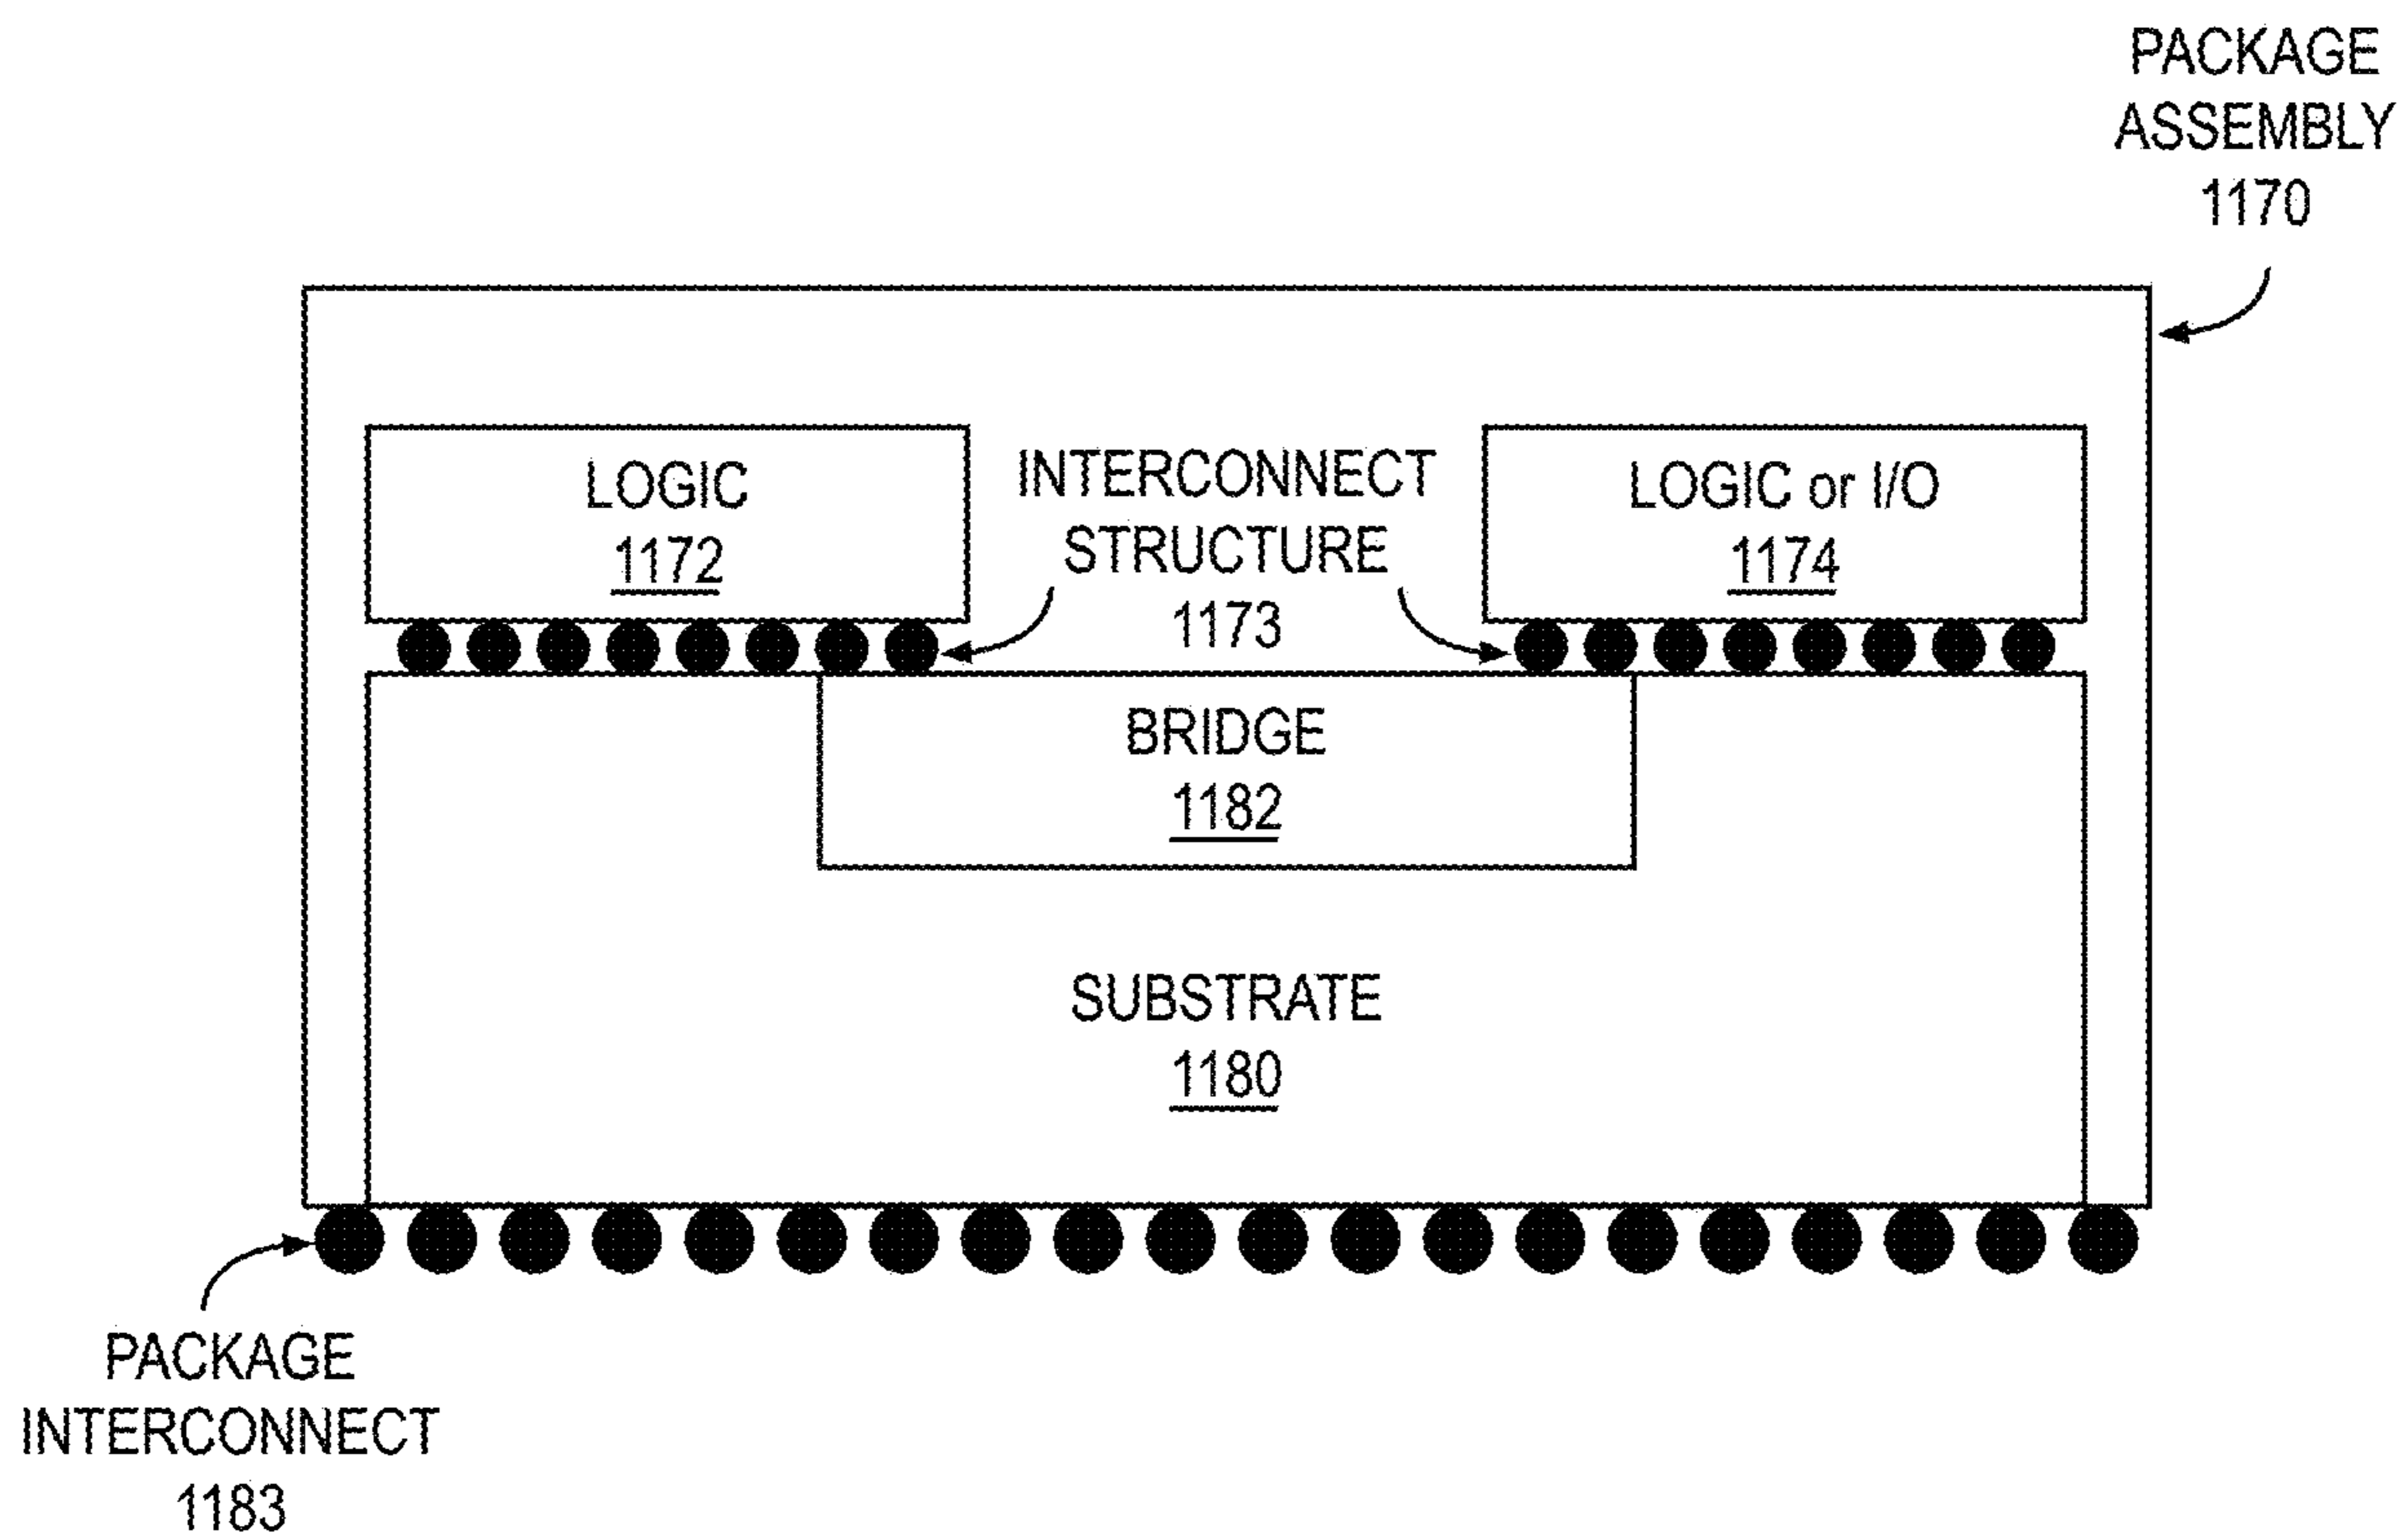 PACKAGE
ASSEMBLY
1170
LOGIC
1172
INTERCONNECT
STRUCTURE
1173
LOGIC or I/O
1174
BRIDGE
1182
SUBSTRATE
1180
PACKAGE
INTERCONNECT
1183